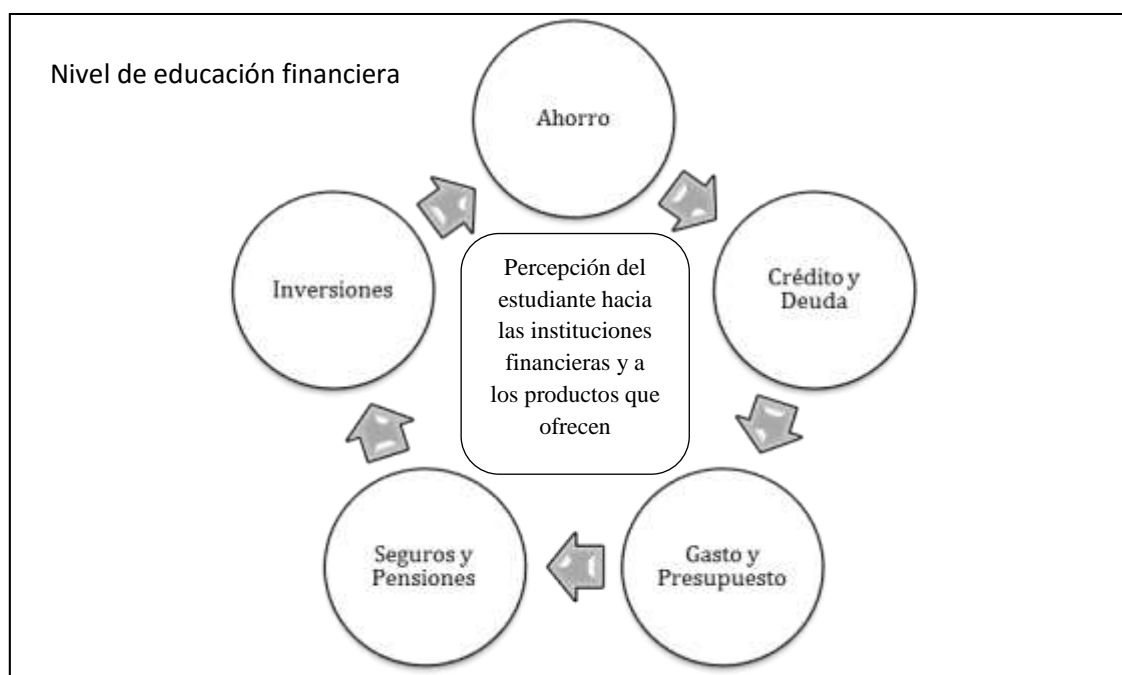 Nivel de educación financiera
Ahorro
Crédito y
Deuda
Gasto y
Presupuesto
Seguros y
Pensiones
Inversiones
Percepción del
estudiante hacia
las instituciones
financieras y a
los productos que
ofrecen